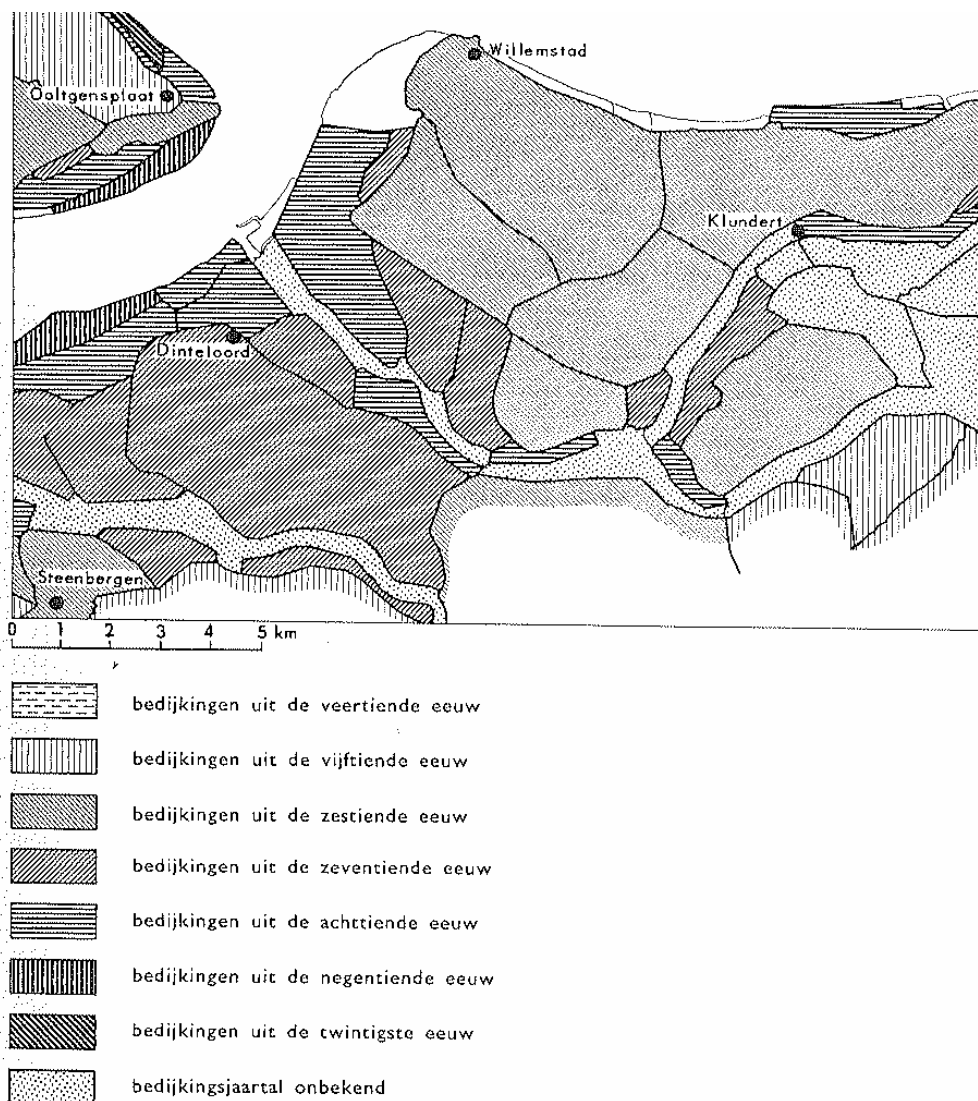 Willemstad
Ooltgensplaat
Klundert
Dinteloord
Steenbergen
0 1 2 3 4 5 km
bedijkingen uit de veertiende eeuw
bedijkingen uit de vijftiende eeuw
bedijkingen uit de zestiende eeuw
bedijkingen uit de zeventiende eeuw
bedijkingen uit de achttiende eeuw
bedijkingen uit de negentiende eeuw
bedijkingen uit de twintigste eeuw
bedijkingsjaartal onbekend